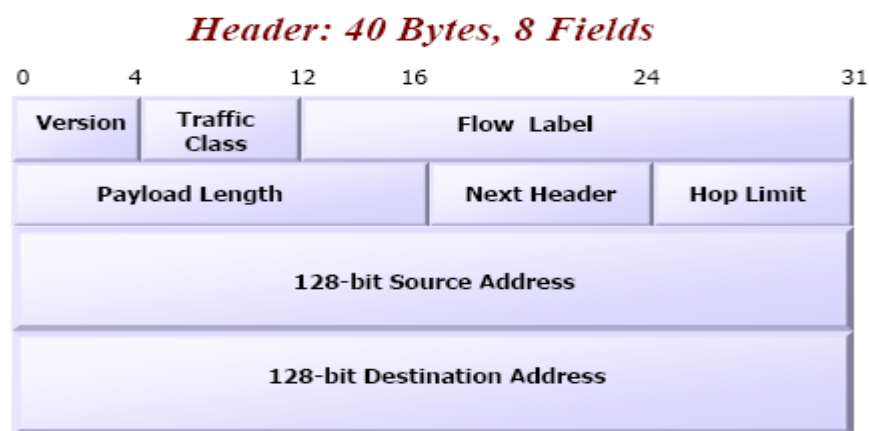 Header: 40 Bytes, 8 Fields
0 4 12 16 24 31
Version Traffic Class Flow Label
Payload Length Next Header Hop Limit
128-bit Source Address
128-bit Destination Address